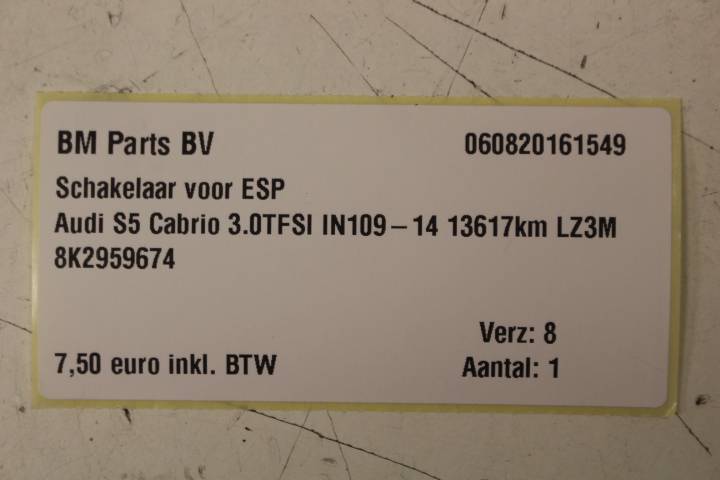 BM Parts BV 060820161549
Schakelaar voor ESP
Audi S5 Cabrio 3.0TFSI IN109 – 14 13617km LZ3M
8K2959674
Verz: 8
7,50 euro inkl. BTW Aantal: 1